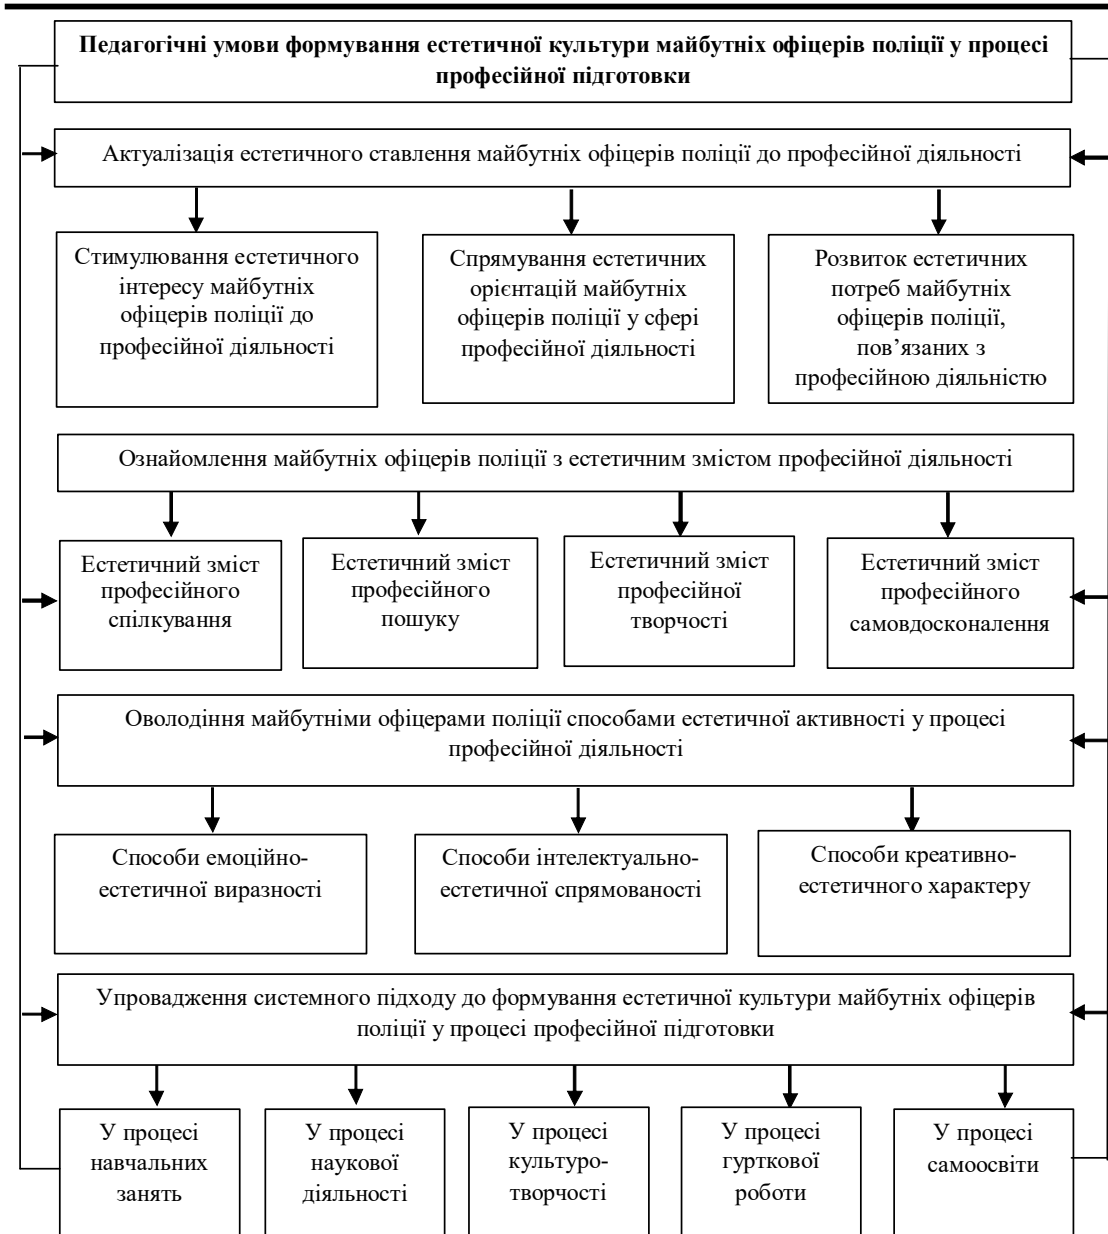 Педагогічні умови формування естетичної культури майбутніх офіцерів поліції у процесі
професійної підготовки
Актуалізація естетичного ставлення майбутніх офіцерів поліції до професійної діяльності
Стимулювання естетичного
інтересу майбутніх
офіцерів поліції до
професійної діяльності
Спрямування естетичних
орієнтацій майбутніх
офіцерів поліції у сфері
професійної діяльності
Розвиток естетичних
потреб майбутніх
офіцерів поліції,
пов’язаних з
професійною діяльністю
Ознайомлення майбутніх офіцерів поліції з естетичним змістом професійної діяльності
Естетичний зміст
професійного
спілкування
Естетичний зміст
професійного
пошуку
Естетичний зміст
професійної
творчості
Естетичний зміст
професійного
самовдосконалення
Оволодіння майбутніми офіцерами поліції способами естетичної активності у процесі
професійної діяльності
Способи емоційно-
естетичної виразності
Способи інтелектуально-
естетичної спрямованості
Способи креативно-
естетичного характеру
Упровадження системного підходу до формування естетичної культури майбутніх офіцерів
поліції у процесі професійної підготовки
У процесі
навчальних
занять
У процесі
наукової
діяльності
У процесі
культуро-
творчості
У процесі
гурткової
роботи
У процесі
самоосвіти